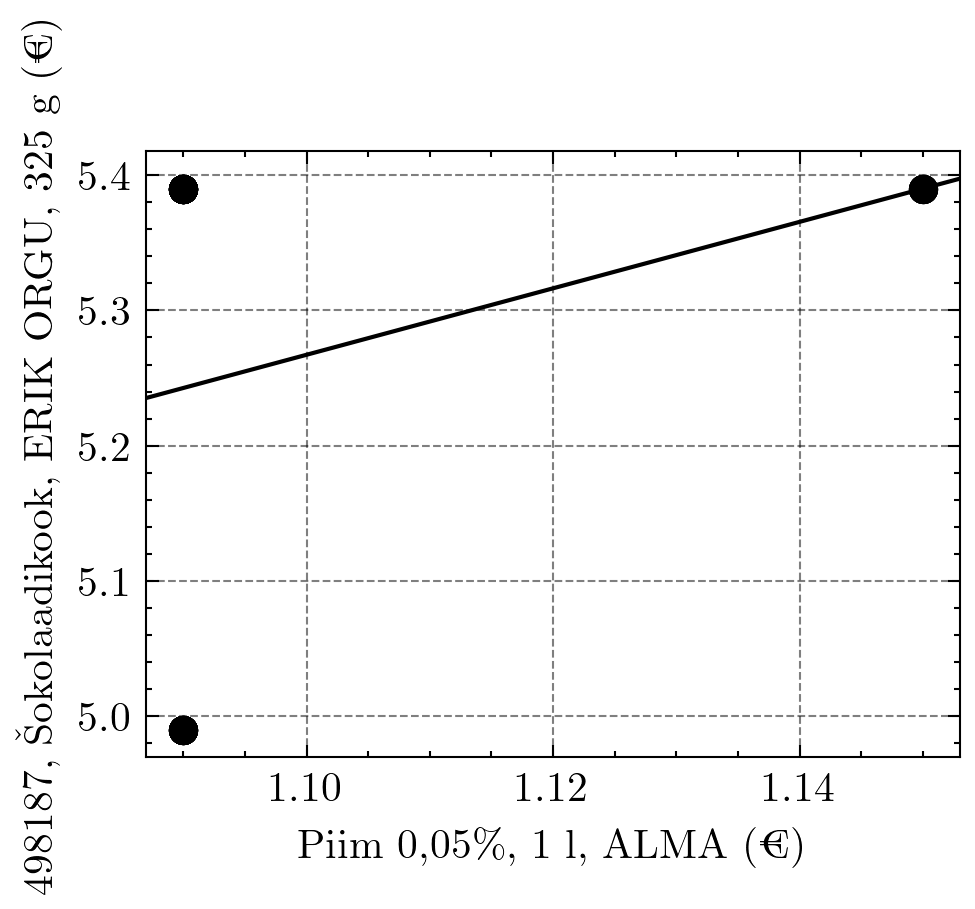 498187, Šokolaadikook, ERIK ORGU, 325 g (€)
5.4
5.3
5.2
5.1
5.0
1.10 1.12 1.14
Piim 0,05%, 1 l, ALMA (€)